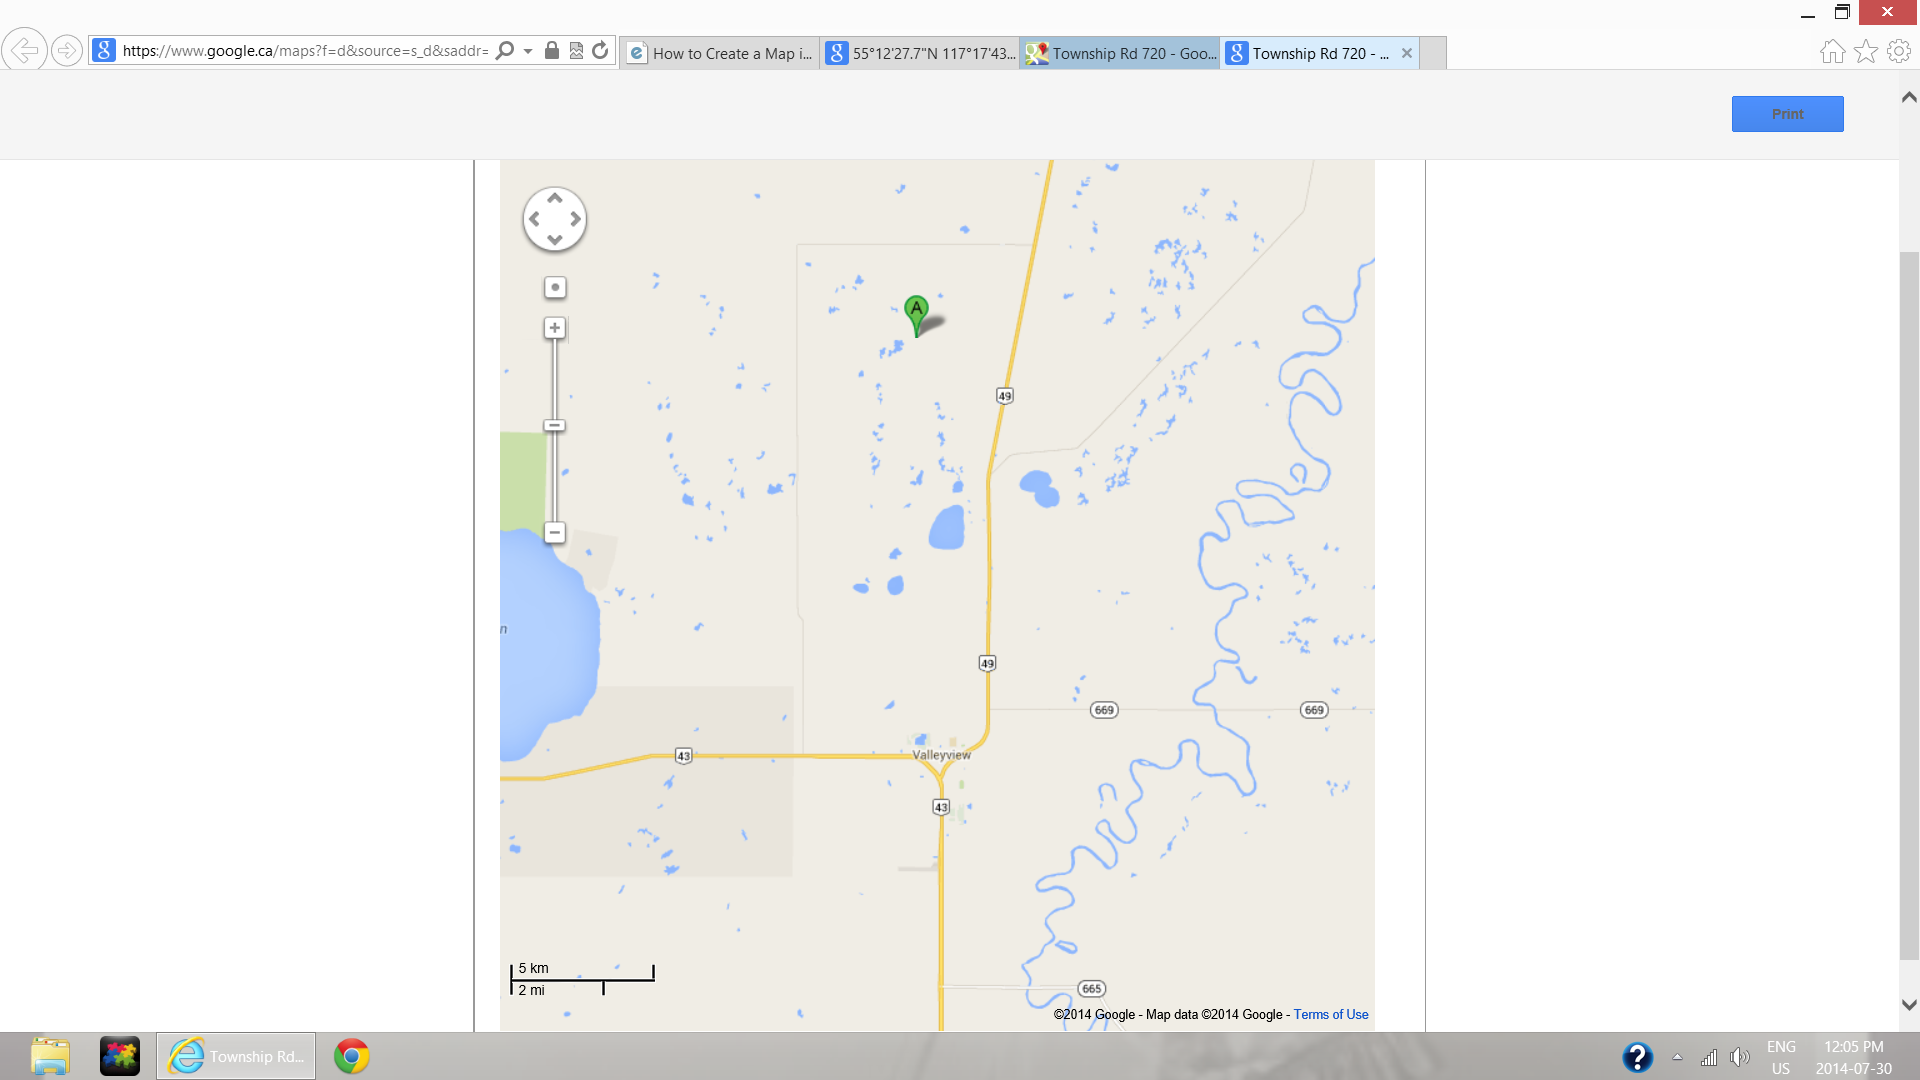 https://www.google.ca/maps?f=d&source=s_d&saddr=
How to Create a Map i...
55°12'27.7"N 117°17'43...
Township Rd 720 - Goo...
Township Rd 720 - ...
Print
A
49
49
669
669
n
43
Valleyview
43
5 km
2 mi
665
©2014 Google - Map data ©2014 Google - Terms of Use
Township Rd...
ENG
US
12:05 PM
2014-07-30